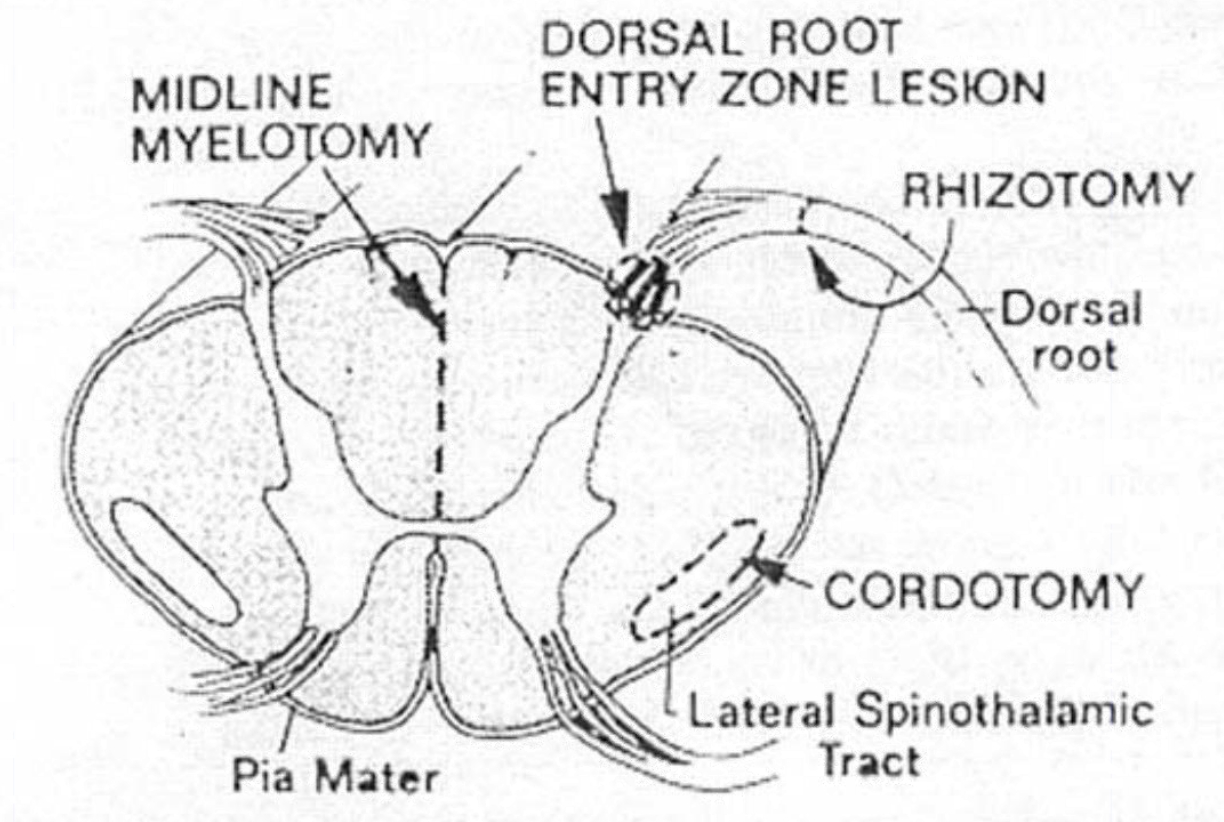 MIDLINE
MYELOTOMY
DORSAL ROOT
ENTRY ZONE LESION
RHIZOTOMY
Dorsal
root
CORDOTOMY
Lateral Spinothalamic
Tract
Pia Mater